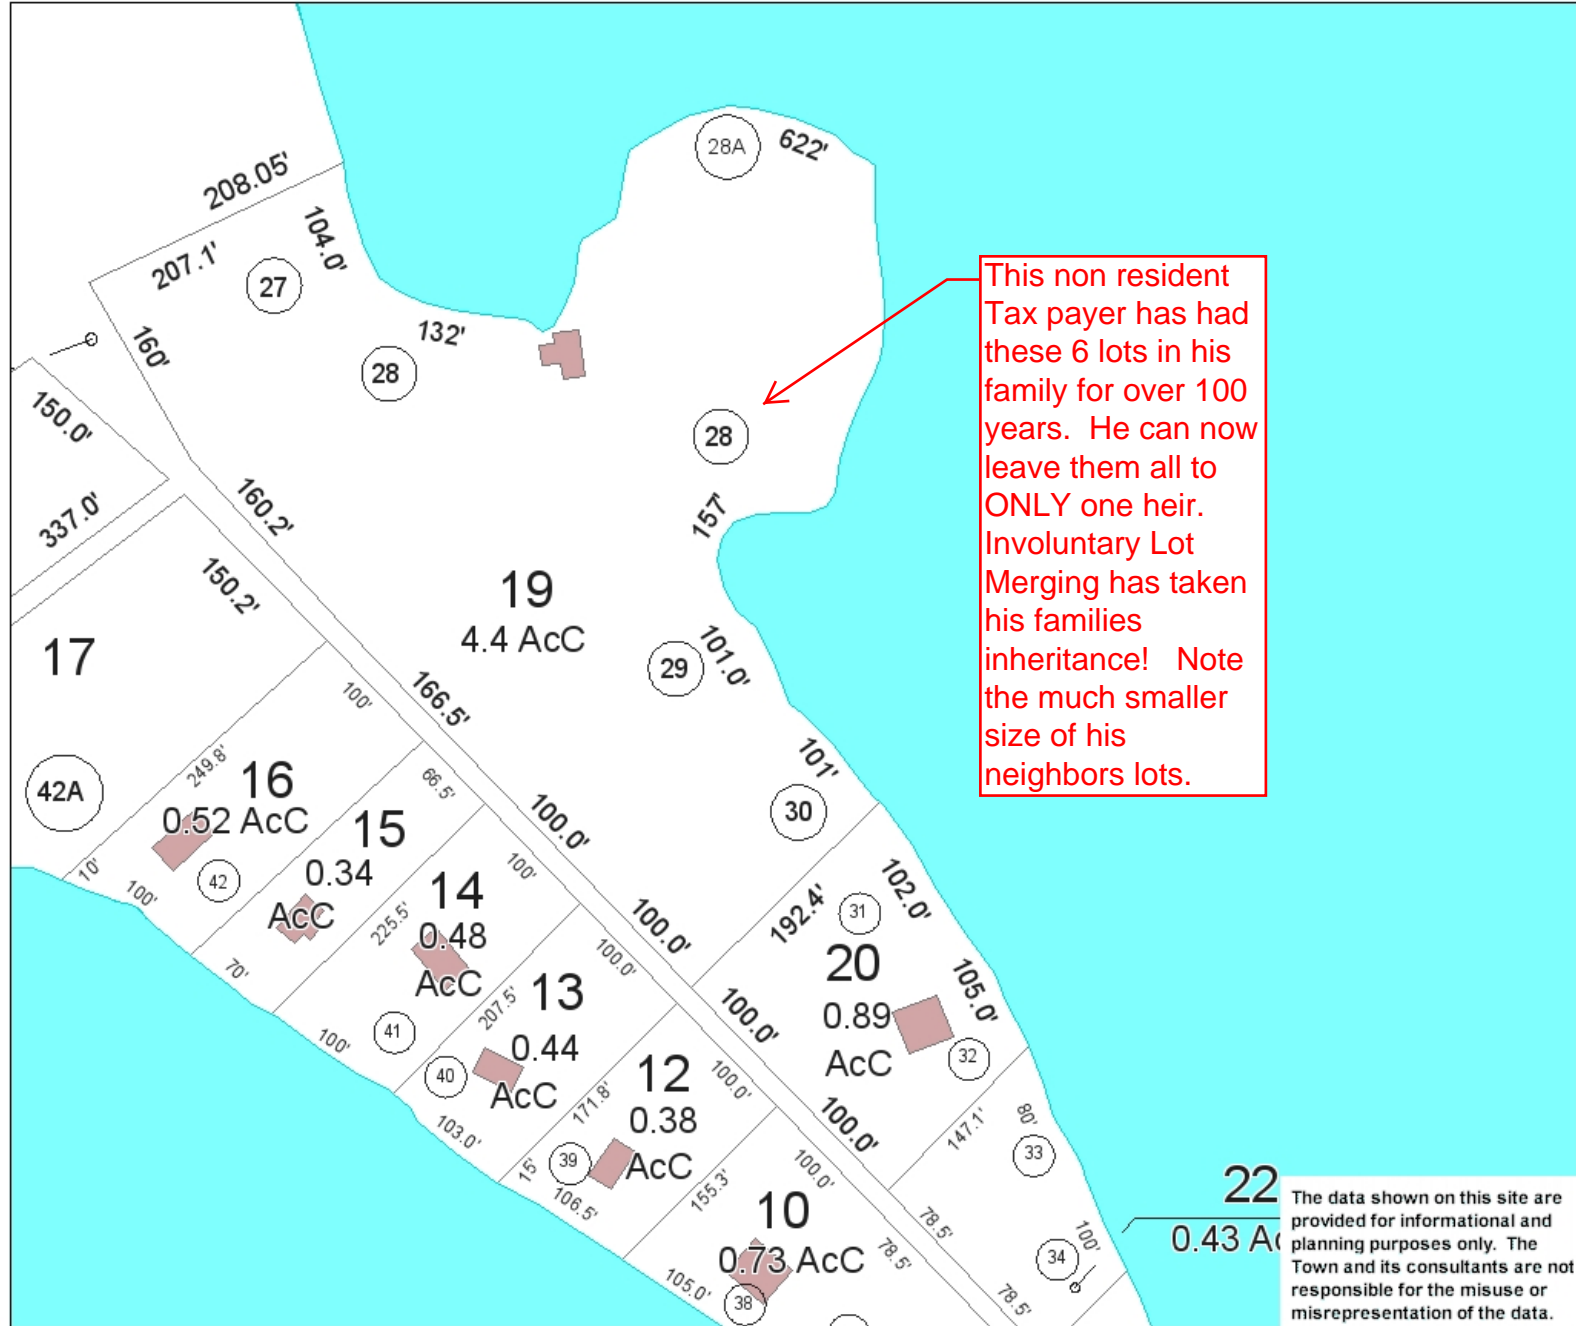 28A
622'
208.05'
104.0'
207.1'
27
132'
160'
28
150.0'
28
157'
160.2'
337.0'
150.2'
19
4.4 AcC
29
101.0'
17
166.5'
100'
101'
30
249.8'
16
0.52 AcC
66.5'
42A
100.0'
15
0.34
AcC
10'
100'
42
14
0.48
AcC
100'
225.5'
102.0'
192.4'
31
20
0.89
AcC
100.0'
100.0'
105.0'
70'
13
0.44
AcC
207.5'
100.0'
32
41
100'
40
12
0.38
AcC
171.8'
100.0'
100.0'
147.1'
80'
33
103.0'
39
15'
106.5'
155.3'
10
0.73 AcC
100.0'
78.5'
78.5'
100'
34
78.5'
105.0'
38
22
0.43 Ac
This non resident
Tax payer has had
these 6 lots in his
family for over 100
years.  He can now
leave them all to
ONLY one heir.
Involuntary Lot
Merging has taken
his families
inheritance!   Note
the much smaller
size of his
neighbors lots.
The data shown on this site are
provided for informational and
planning purposes only.  The
Town and its consultants are not
responsible for the misuse or
misrepresentation of the data.